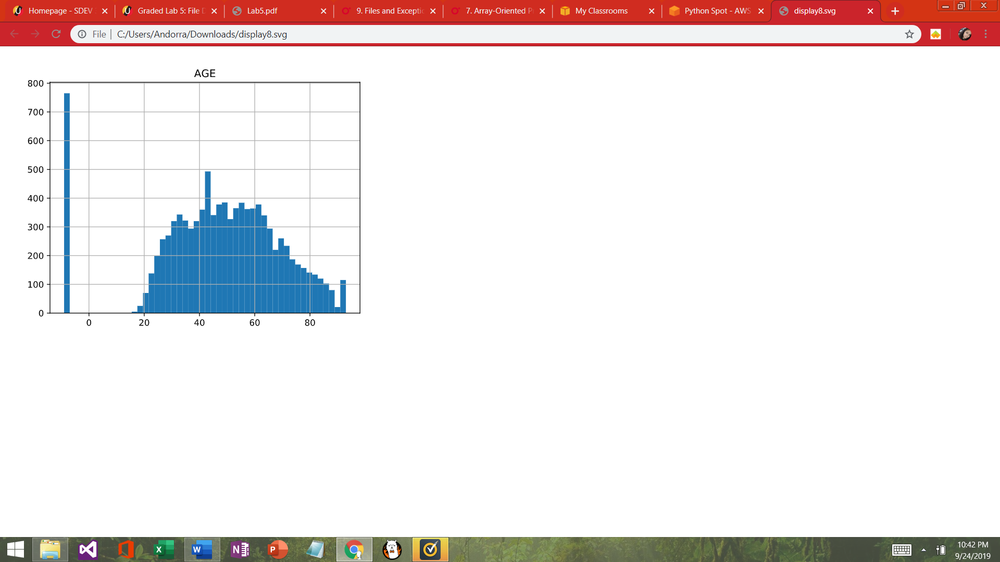 Homepage - SDEV
Graded Lab 5: File D
Lab5.pdf
9. Files and Exceptio
7. Array-Oriented P
My Classrooms
Python Spot - AWS
display8.svg
File
C:/Users/Andorra/Downloads/display8.svg
AGE
800
700
600
500
400
300
200
100
0
0 20 40 60 80
10:42 PM
9/24/2019